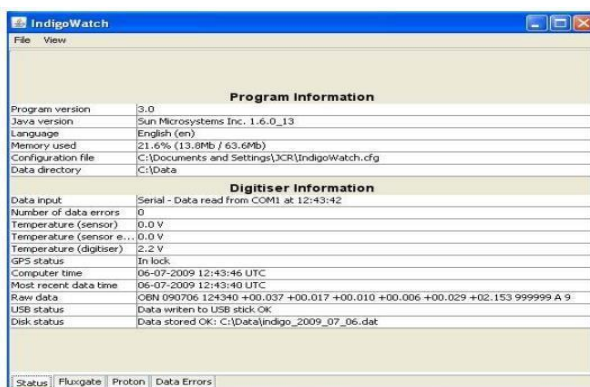 IndigoWatch
File View
Program Information
Program version 3.0
Java version Sun Microsystems Inc. 1.6.0_13
Language English (en)
Memory used 21.6% (13.8Mb / 63.6Mb)
Configuration file C:\Documents and Settings\JCR\IndigoWatch.cfg
Data directory C:\Data
Digitiser Information
Data input Serial - Data read from COM1 at 12:43:42
Number of data errors 0
Temperature (sensor) 0.0 V
Temperature (sensor e... 0.0 V
Temperature (digitiser) 2.2 V
GPS status In lock
Computer time 06-07-2009 12:43:46 UTC
Most recent data time 06-07-2009 12:43:40 UTC
Raw data OBN 090706 124340 +00.037 +00.017 +00.010 +00.006 +00.029 +02.153 999999 A 9
USB status Data writen to USB stick OK
Disk status Data stored OK: C:\Data\indigo_2009_07_06.dat
Status Fluxgate Proton Data Errors